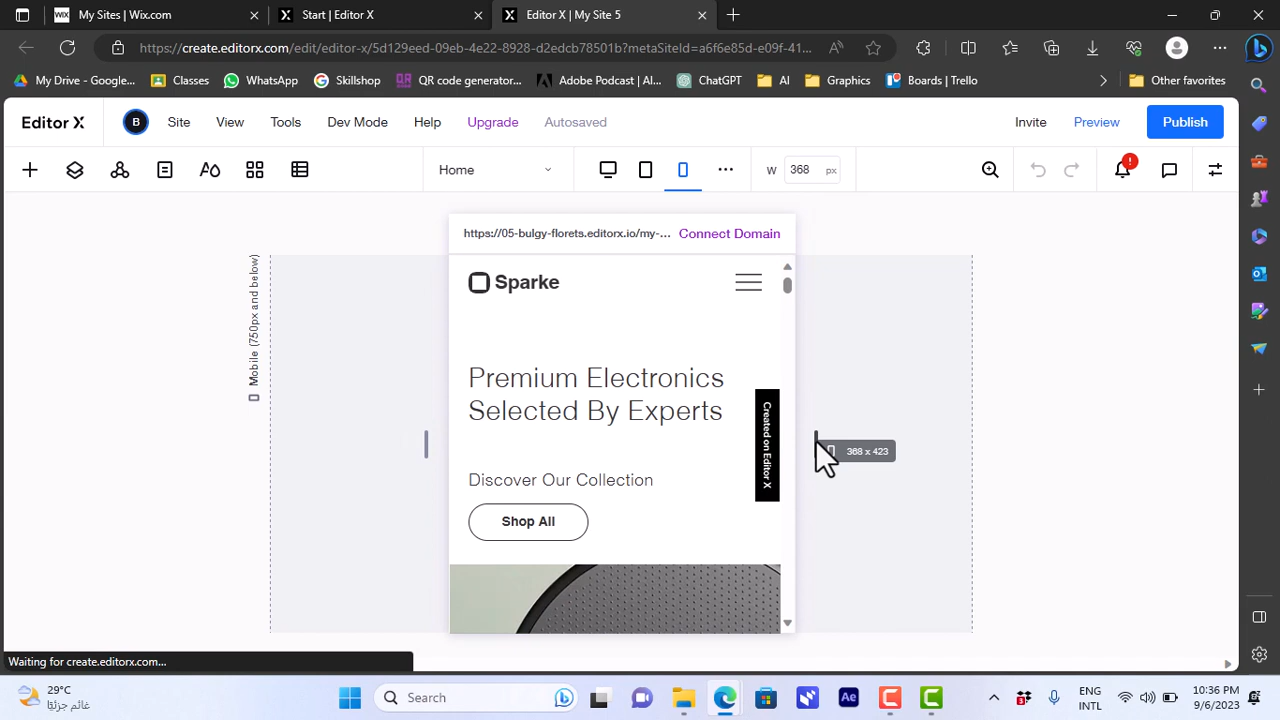 My Sites | Wix.com
Start | Editor X
Editor X | My Site 5
https://create.editorx.com/edit/editor-x/5d129eed-09eb-4e22-8928-d2edcb78501b?metaSiteId=a6f6e85d-e09f-41...
My Drive - Google...
Classes
WhatsApp
Skillshop
QR code generator...
Adobe Podcast | AI...
ChatGPT
AI
Graphics
Boards | Trello
Other favorites
Editor X
B
Site
View
Tools
Dev Mode
Help
Upgrade
Autosaved
Invite
Preview
Publish
Home
W 368 px
https://05-bulgy-florets.editorx.io/my-...
Connect Domain
Mobile (750px and below)
Sparke
Premium Electronics
Selected By Experts
Created on Editor X
368 x 423
Discover Our Collection
Shop All
Waiting for create.editorx.com...
29°C
غائم جزئيًا
Search
Ae
ENG
INTL
10:36 PM
9/6/2023